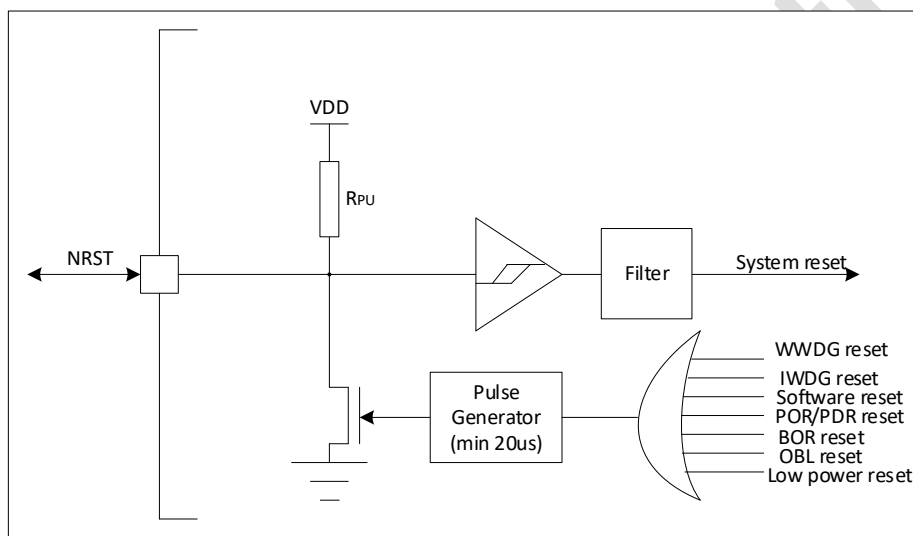 VDD
RPU
NRST
Filter
System reset
Pulse
Generator
(min 20us)
WWDG reset
IWDG reset
Software reset
POR/PDR reset
BOR reset
OBL reset
Low power reset